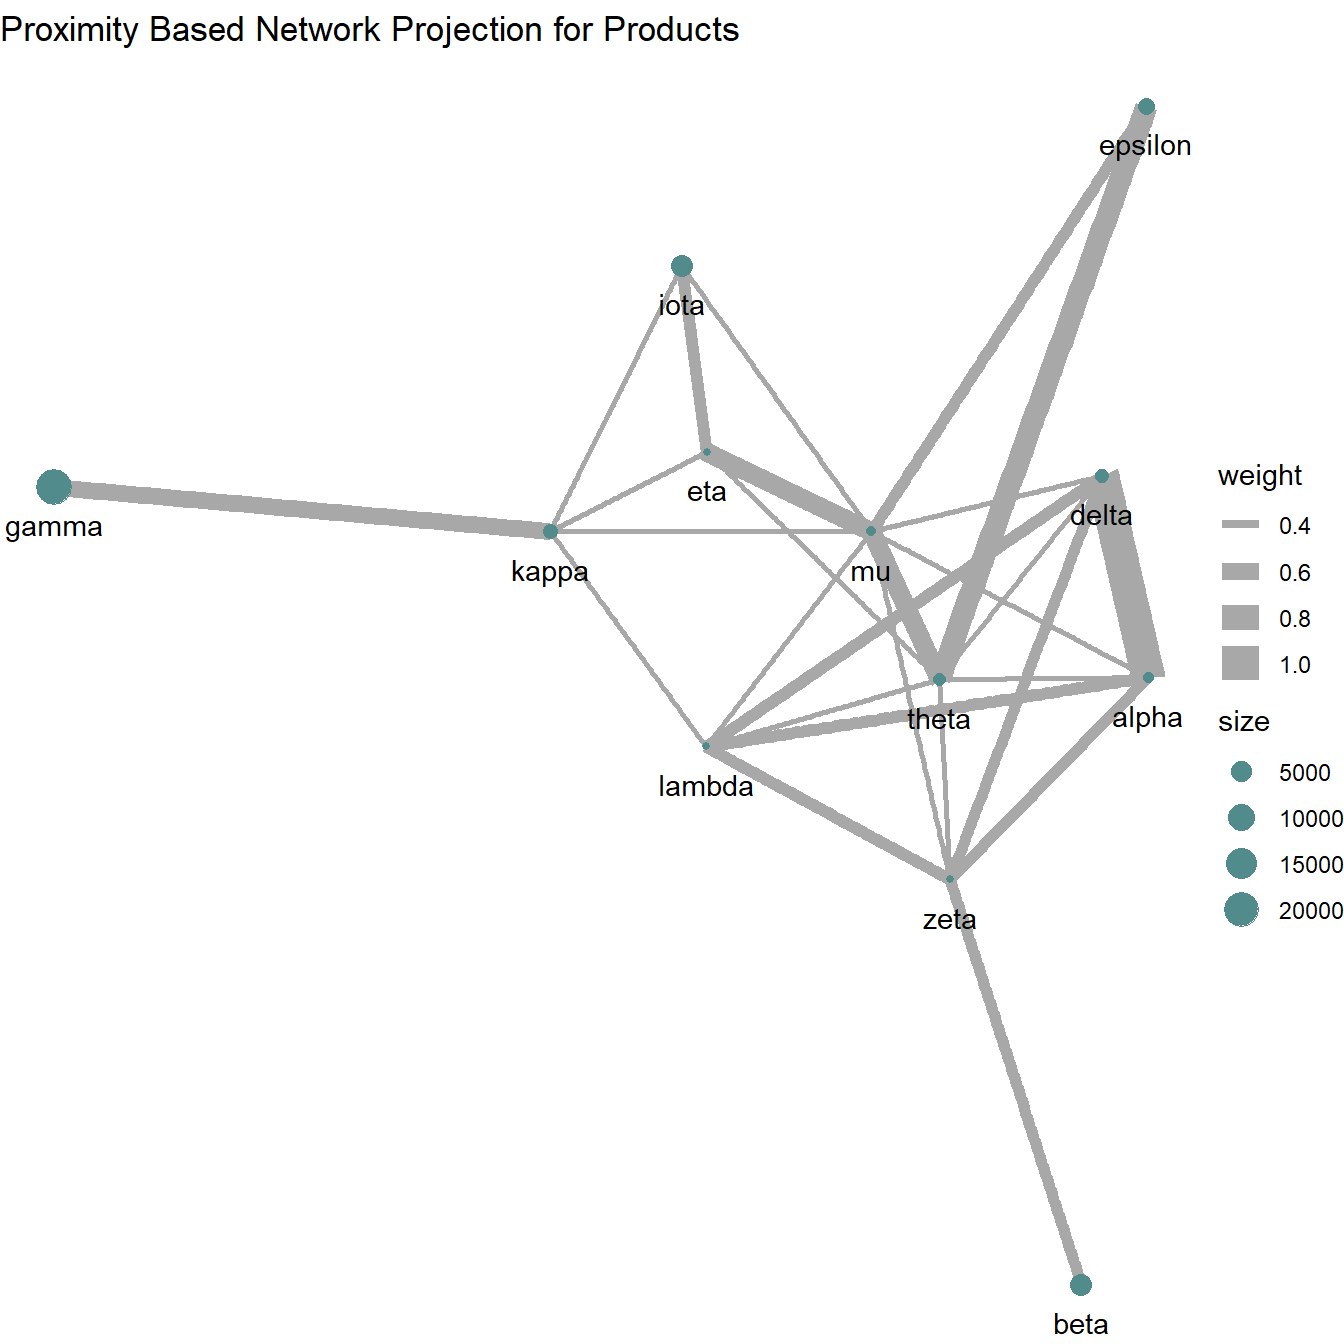 Proximity Based Network Projection for Products
epsilon
iota
gamma
eta
kappa
mu
delta
theta
alpha
lambda
zeta
beta
weight
0.4
0.6
0.8
1.0
size
5000
10000
15000
20000